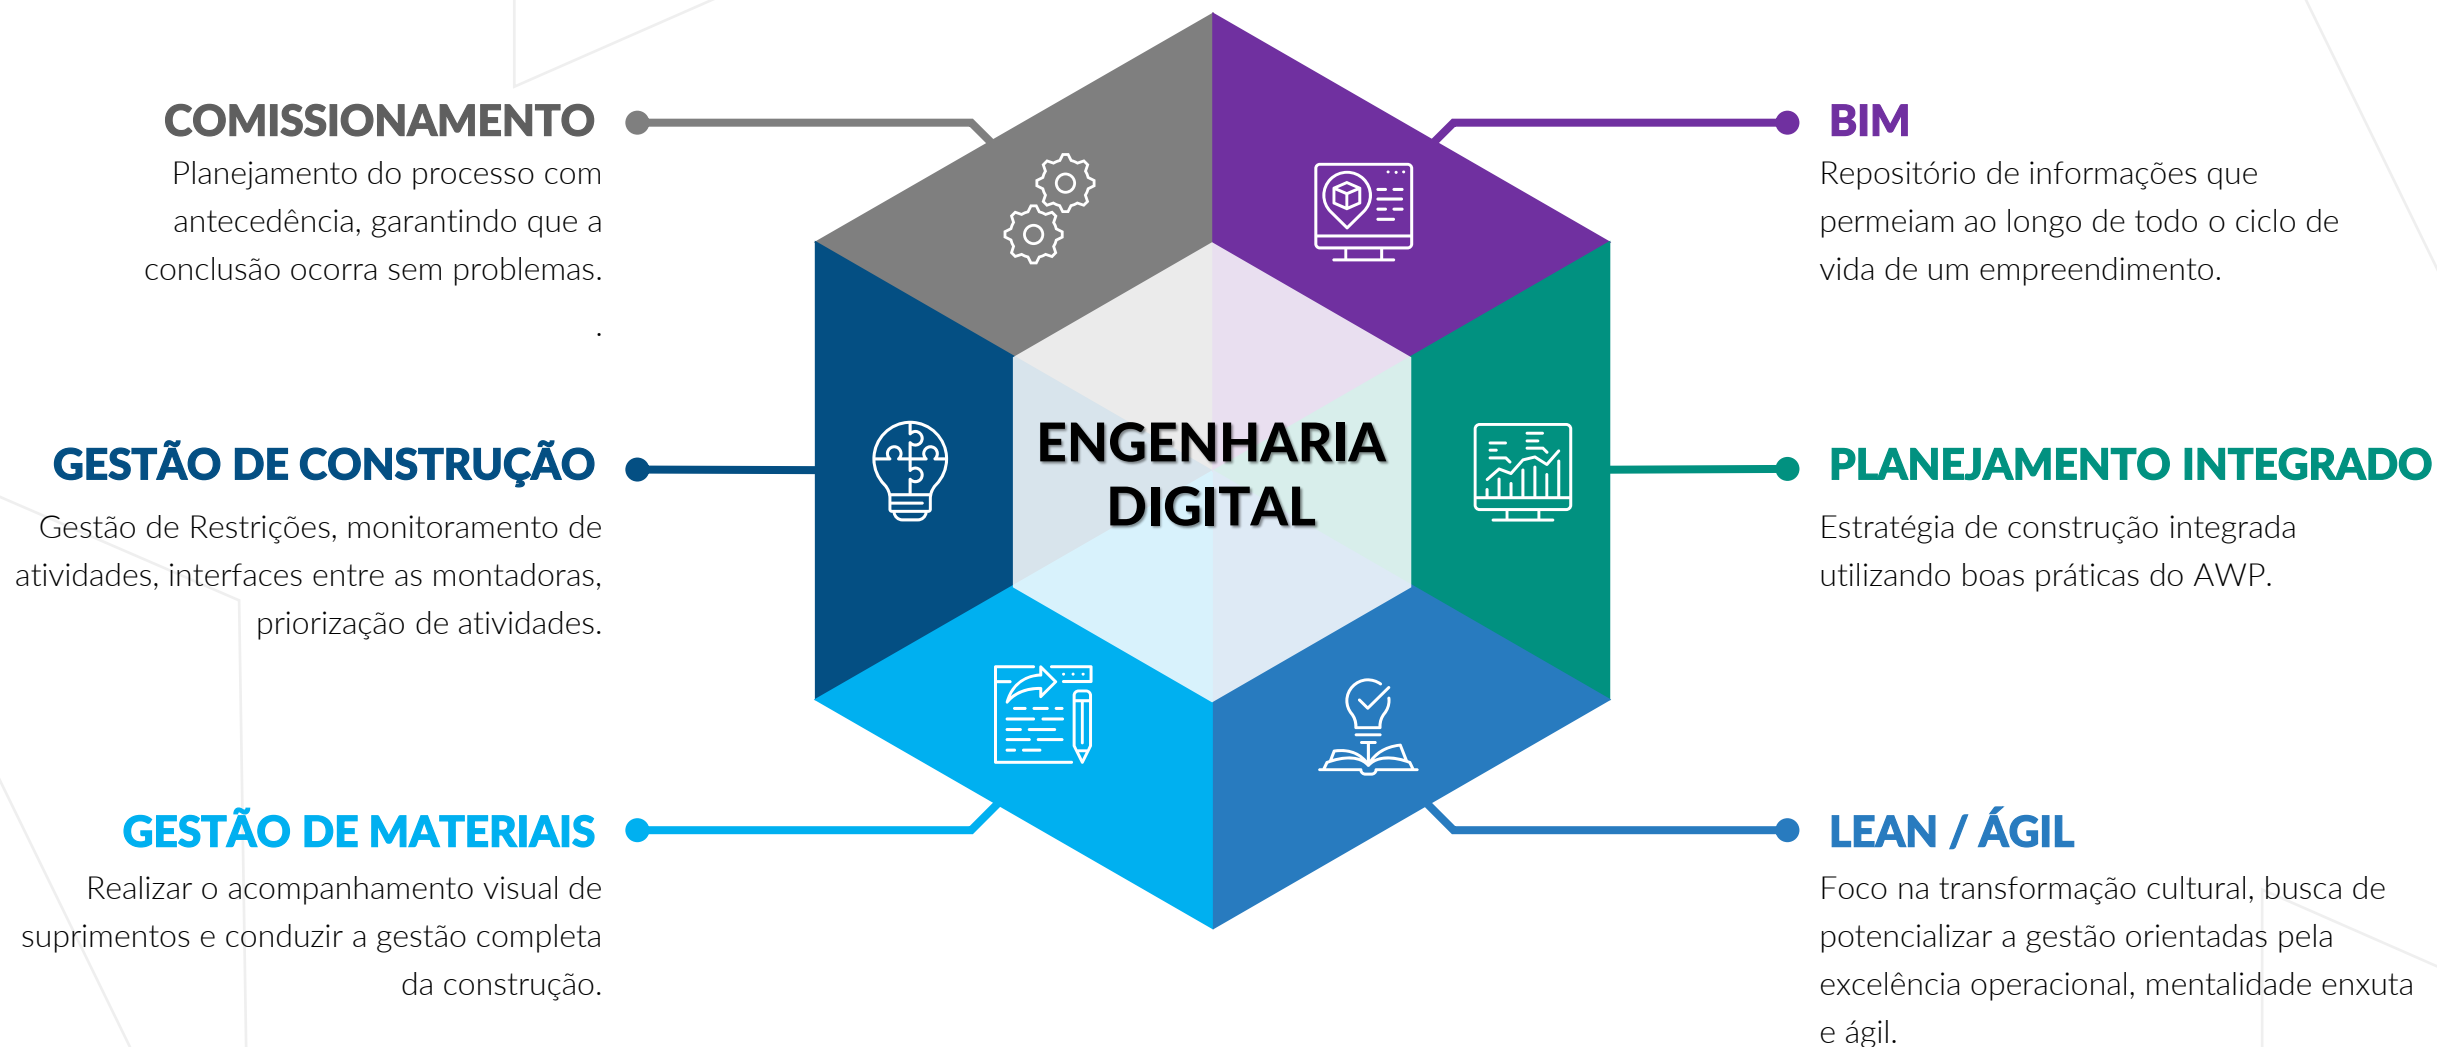 COMISSIONAMENTO
Planejamento do processo com
antecedência, garantindo que a
conclusão ocorra sem problemas.
.
GESTÃO DE CONSTRUÇÃO
Gestão de Restrições, monitoramento de
atividades, interfaces entre as montadoras,
priorização de atividades.
GESTÃO DE MATERIAIS
Realizar o acompanhamento visual de
suprimentos e conduzir a gestão completa
da construção.
ENGENHARIA
DIGITAL
BIM
Repositório de informações que
permeiam ao longo de todo o ciclo de
vida de um empreendimento.
PLANEJAMENTO INTEGRADO
Estratégia de construção integrada
utilizando boas práticas do AWP.
LEAN / ÁGIL
Foco na transformação cultural, busca de
potencializar a gestão orientadas pela
excelência operacional, mentalidade enxuta
e ágil.